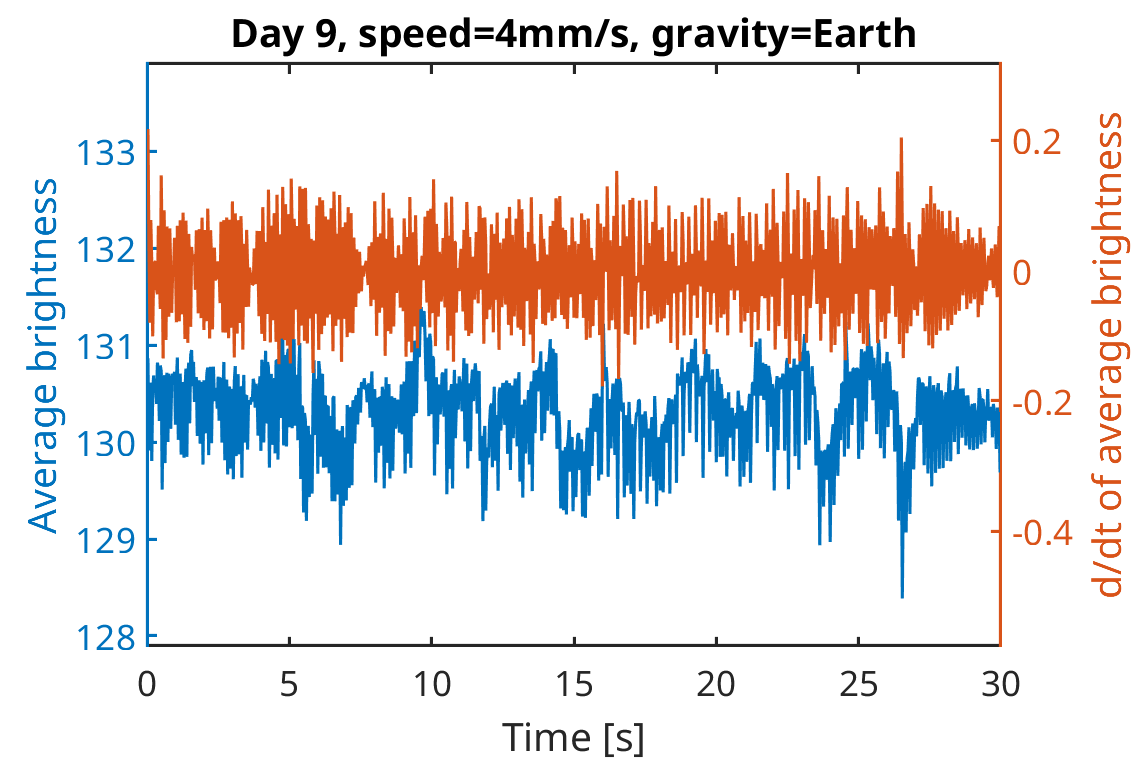 Day 9, speed=4mm/s, gravity=Earth
Average brightness
133
132
131
130
129
128
0.2
0
-0.2
-0.4
d/dt of average brightness
0 5 10 15 20 25 30
Time [s]